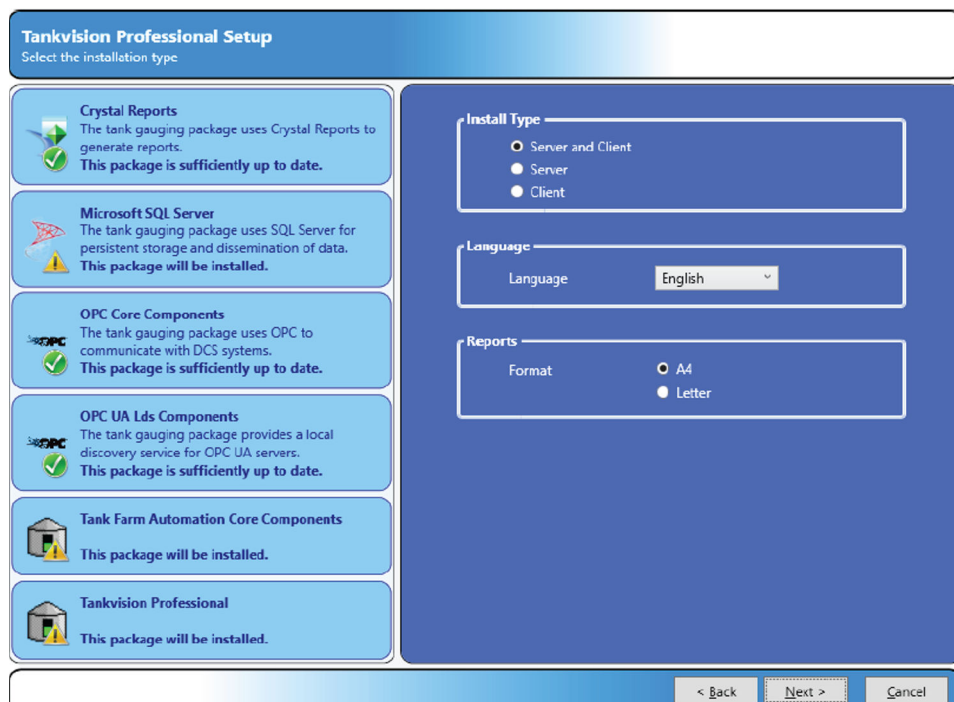 Tankvision Professional Setup
Select the installation type
Crystal Reports
The tank gauging package uses Crystal Reports to
generate reports.
This package is sufficiently up to date.
Microsoft SQL Server
The tank gauging package uses SQL Server for
persistent storage and dissemination of data.
This package will be installed.
OPC Core Components
The tank gauging package uses OPC to
communicate with DCS systems.
This package is sufficiently up to date.
OPC
OPC UA Lds Components
The tank gauging package provides a local
discovery service for OPC UA servers.
This package is sufficiently up to date.
OPC
Tank Farm Automation Core Components
This package will be installed.
Tankvision Professional
This package will be installed.
Install Type
Server and Client
Server
Client
Language
Language English
Reports
Format A4
Letter
< Back Next > Cancel